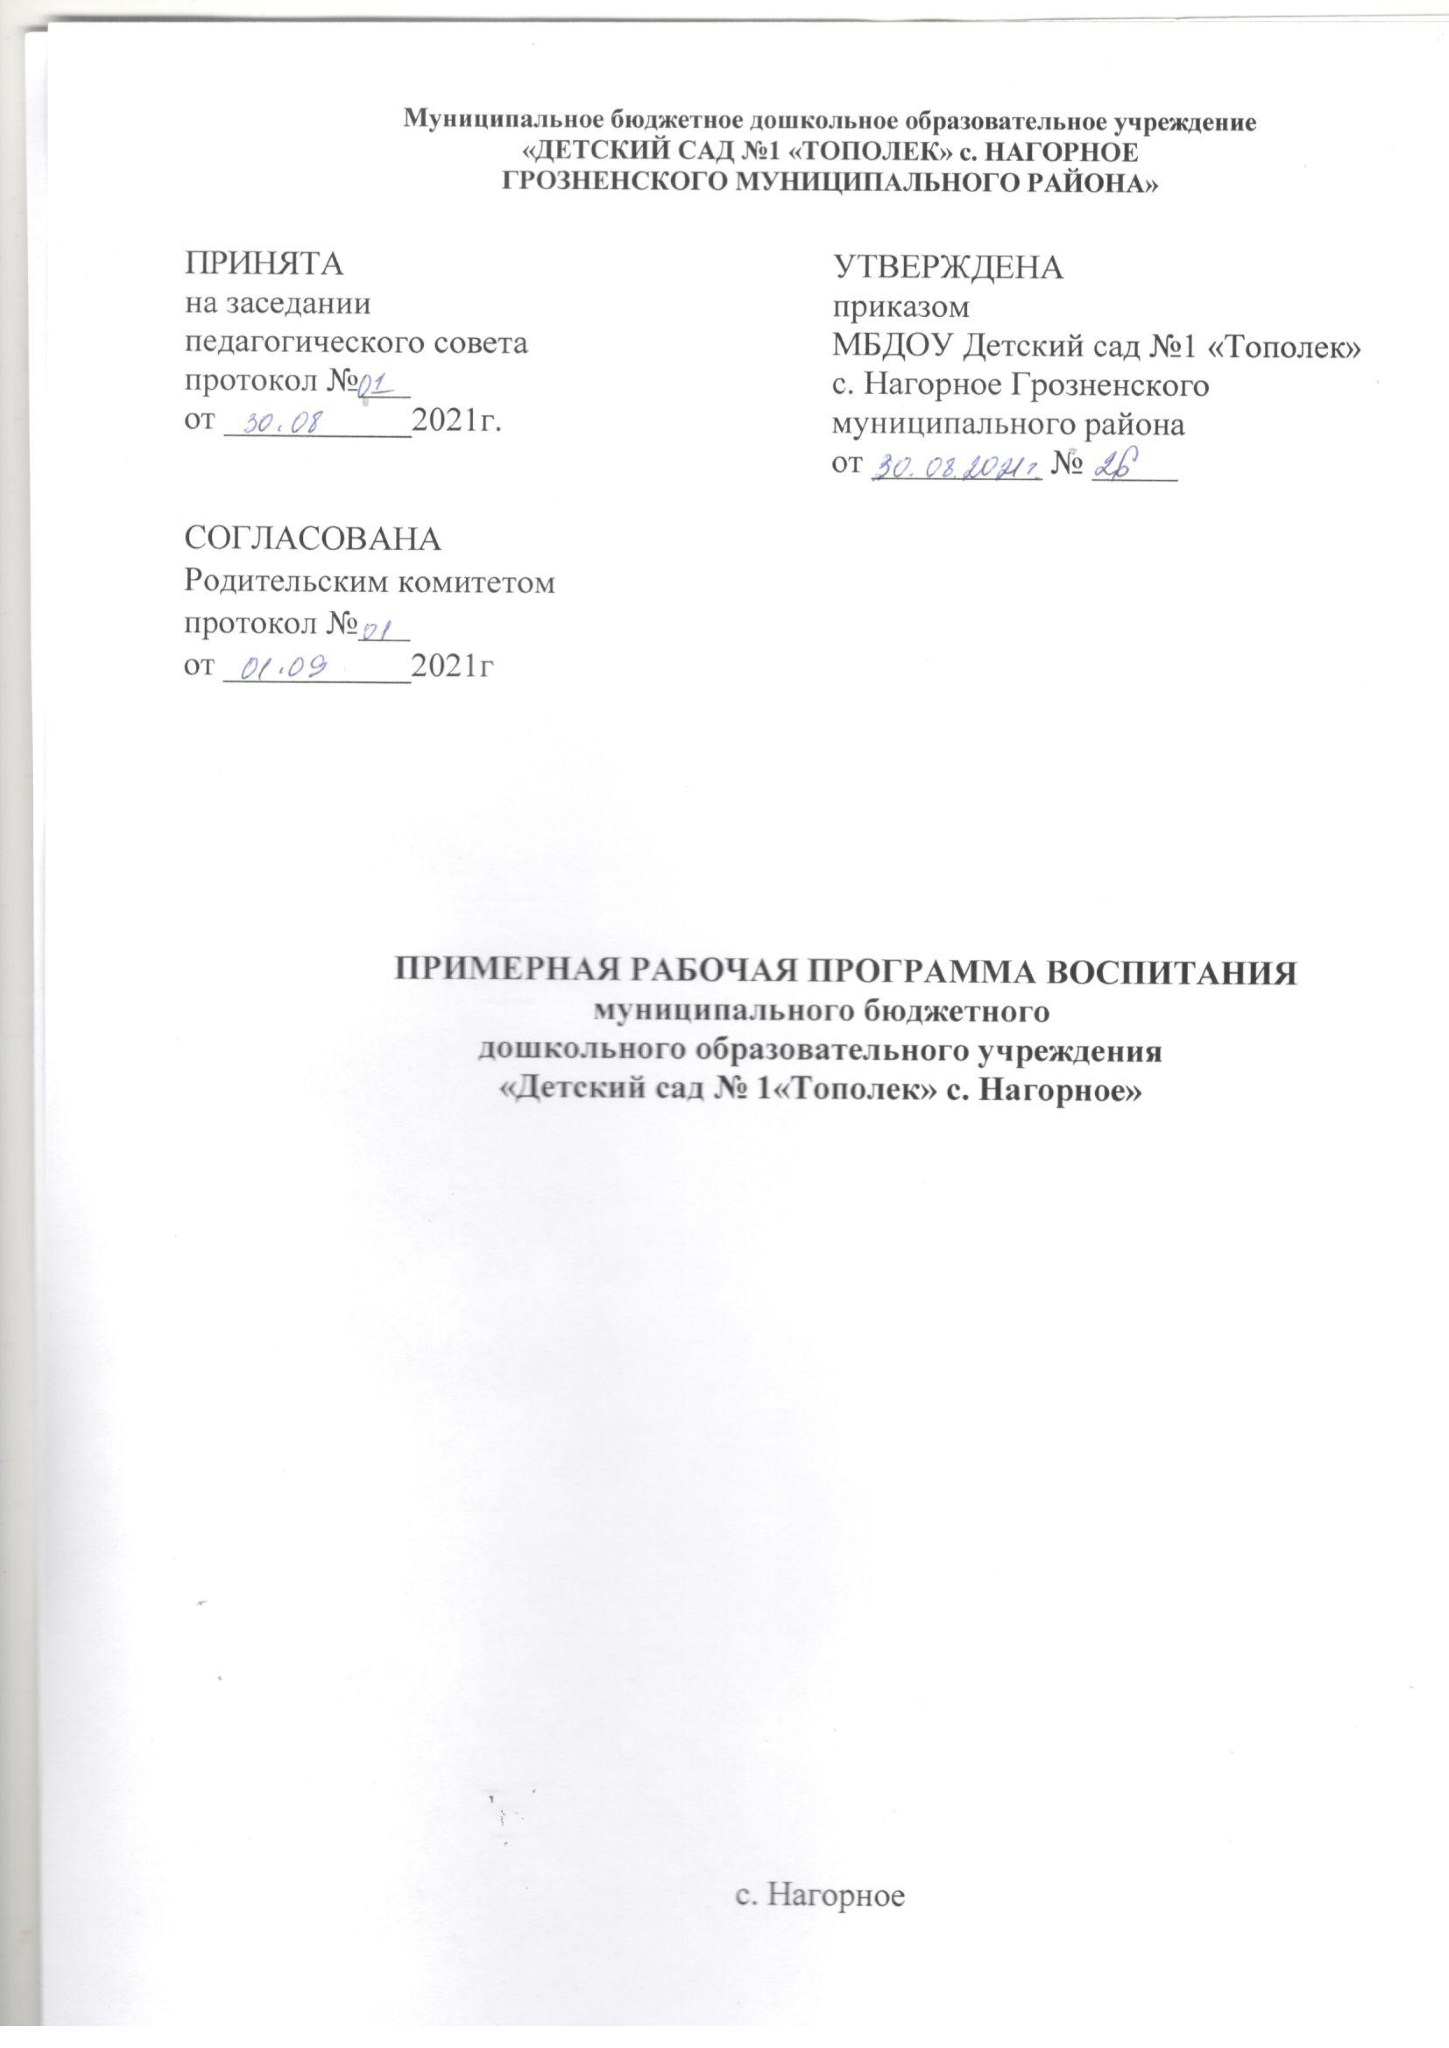 Муниципальное бюджетное дошкольное образовательное учреждение
«ДЕТСКИЙ САД №1 «ТОПОЛЕК» с. НАГОРНОЕ
ГРОЗНЕНСКОГО МУНИЦИПАЛЬНОГО РАЙОНА»
ПРИНЯТА
на заседании
педагогического совета
протокол №01
от 30.08 2021г.
УТВЕРЖДЕНА
приказом
МБДОУ Детский сад №1 «Тополек»
с. Нагорное Грозненского
муниципального района
от 30.08.2021г. № 26
СОГЛАСОВАНА
Родительским комитетом
протокол №01
от 01.09 2021г
ПРИМЕРНАЯ РАБОЧАЯ ПРОГРАММА ВОСПИТАНИЯ
муниципального бюджетного
дошкольного образовательного учреждения
«Детский сад № 1«Тополек» с. Нагорное»
с. Нагорное